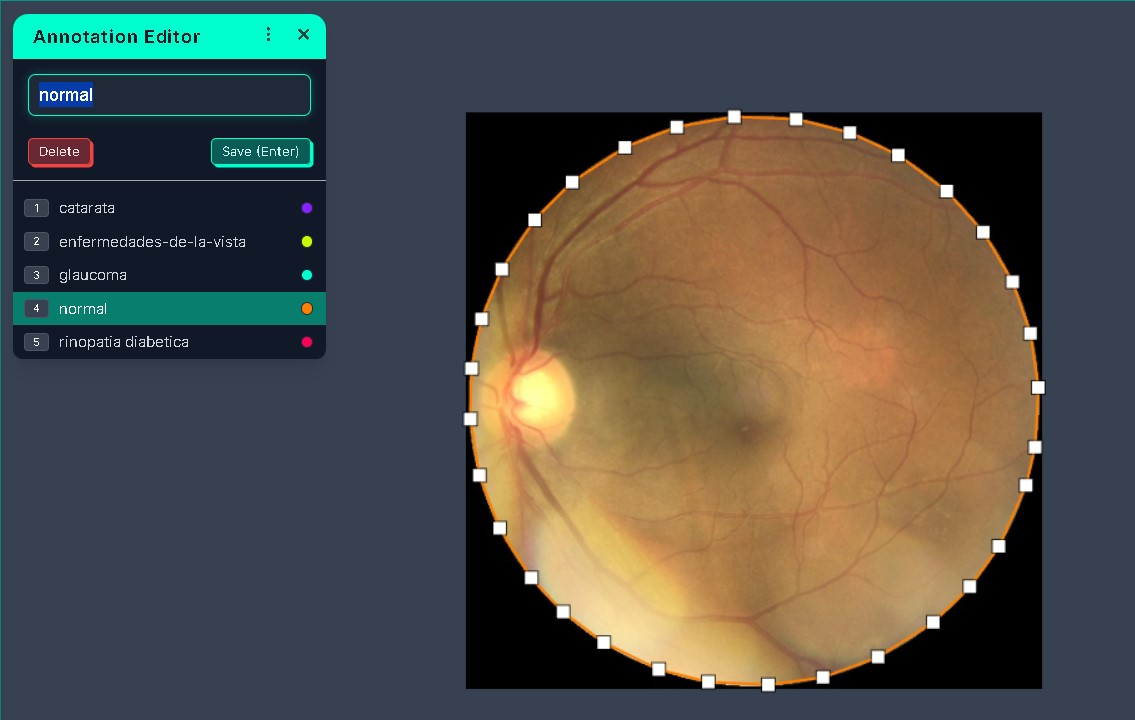 Annotation Editor
normal
Delete
Save (Enter)
1 catarata
2 enfermedades-de-la-vista
3 glaucoma
4 normal
5 rinopatia diabetica